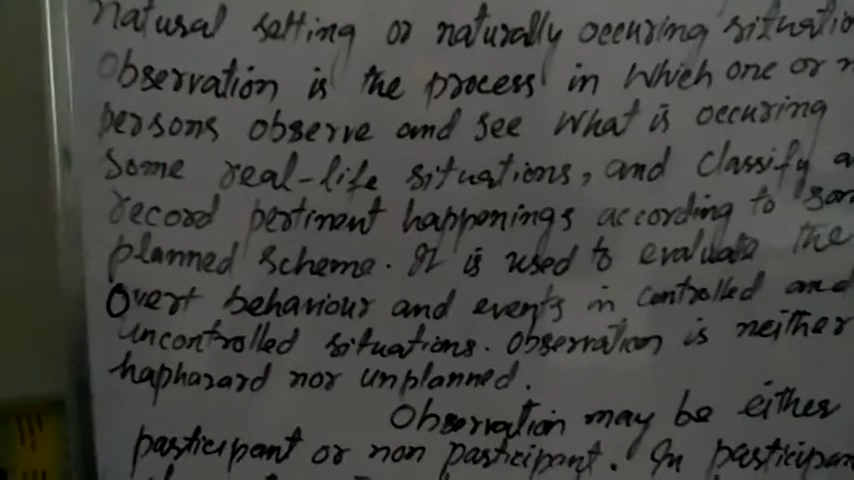 natural setting or naturally occuring situatio
Observation is the process in which one or
persons observe and see what is occuring
some real-life situations, and classify a
record pertinent happenings according to som
planned scheme. It is used to evaluate the
overt behaviour and events in controlled and
uncontrolled situations. Observation is neither
haphazard nor unplanned.
Observation may be either
participant or non participant. In participan